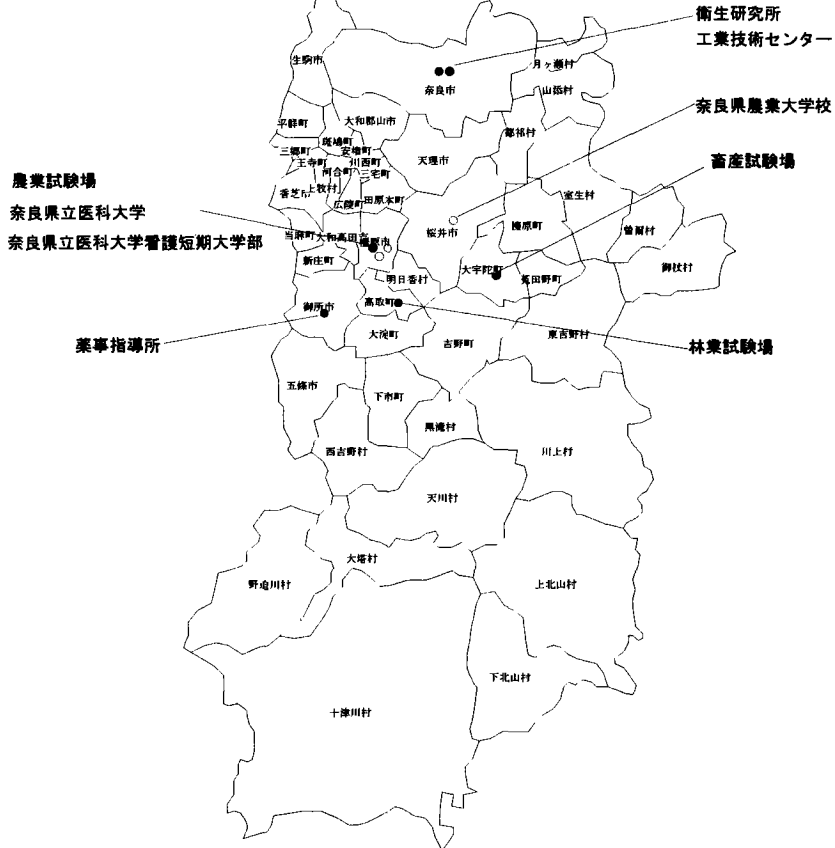 衛生研究所
工業技術センター
生駒市
月ヶ瀬村
奈良市
山添村
奈良県農業大学校
平群町
大和郡山市
都祁村
斑鳩町
安堵町
三郷町
天理市
畜産試験場
王寺町
川西町
河合町
三宅町
農業試験場
香芝市
上牧村
室生村
広陵町
田原本町
奈良県立医科大学
榛原町
桜井市
曽爾村
当麻町
大和高田市
橿原市
奈良県立医科大学看護短期大学部
御杖村
新庄町
大宇陀町
明日香村
菟田野町
御所市
高取町
大淀町
東吉野村
吉野町
薬事指導所
林業試験場
五條市
下市町
黒滝村
西吉野村
川上村
天川村
大塔村
野迫川村
上北山村
下北山村
十津川村